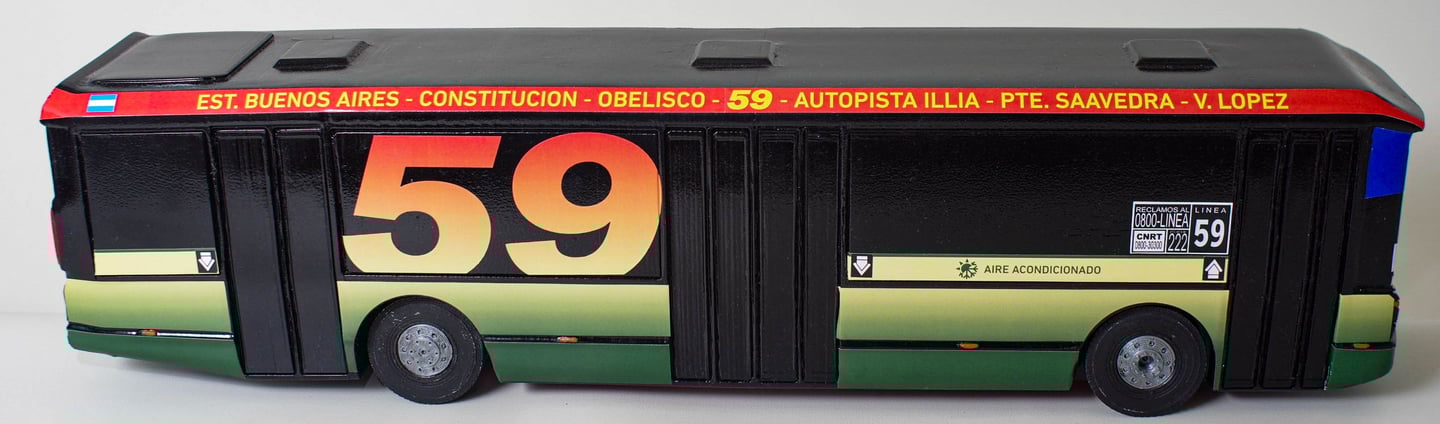 EST. BUENOS AIRES - CONSTITUCION - OBELISCO - 59 - AUTOPISTA ILLIA - PTE. SAAVEDRA - V. LOPEZ
59
RECLAMOS AL
0800-LINEA
CNRT
0800-30300
222
LINEA
59
AIRE ACONDICIONADO